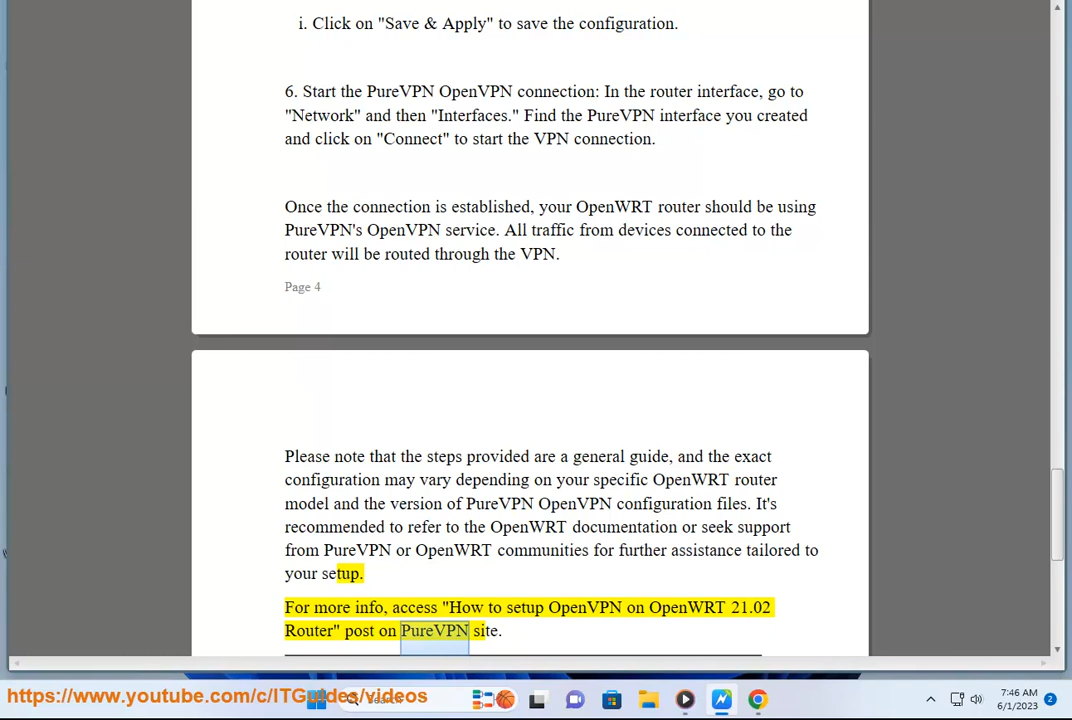 i. Click on "Save & Apply" to save the configuration.
6. Start the PureVPN OpenVPN connection: In the router interface, go to
"Network" and then "Interfaces." Find the PureVPN interface you created
and click on "Connect" to start the VPN connection.
Once the connection is established, your OpenWRT router should be using
PureVPN's OpenVPN service. All traffic from devices connected to the
router will be routed through the VPN.
Page 4
Please note that the steps provided are a general guide, and the exact
configuration may vary depending on your specific OpenWRT router
model and the version of PureVPN OpenVPN configuration files. It's
recommended to refer to the OpenWRT documentation or seek support
from PureVPN or OpenWRT communities for further assistance tailored to
your setup.
For more info, access "How to setup OpenVPN on OpenWRT 21.02
Router" post on PureVPN site.
https://www.youtube.com/c/ITGuides/videos
Search
7:46 AM
6/1/2023
2